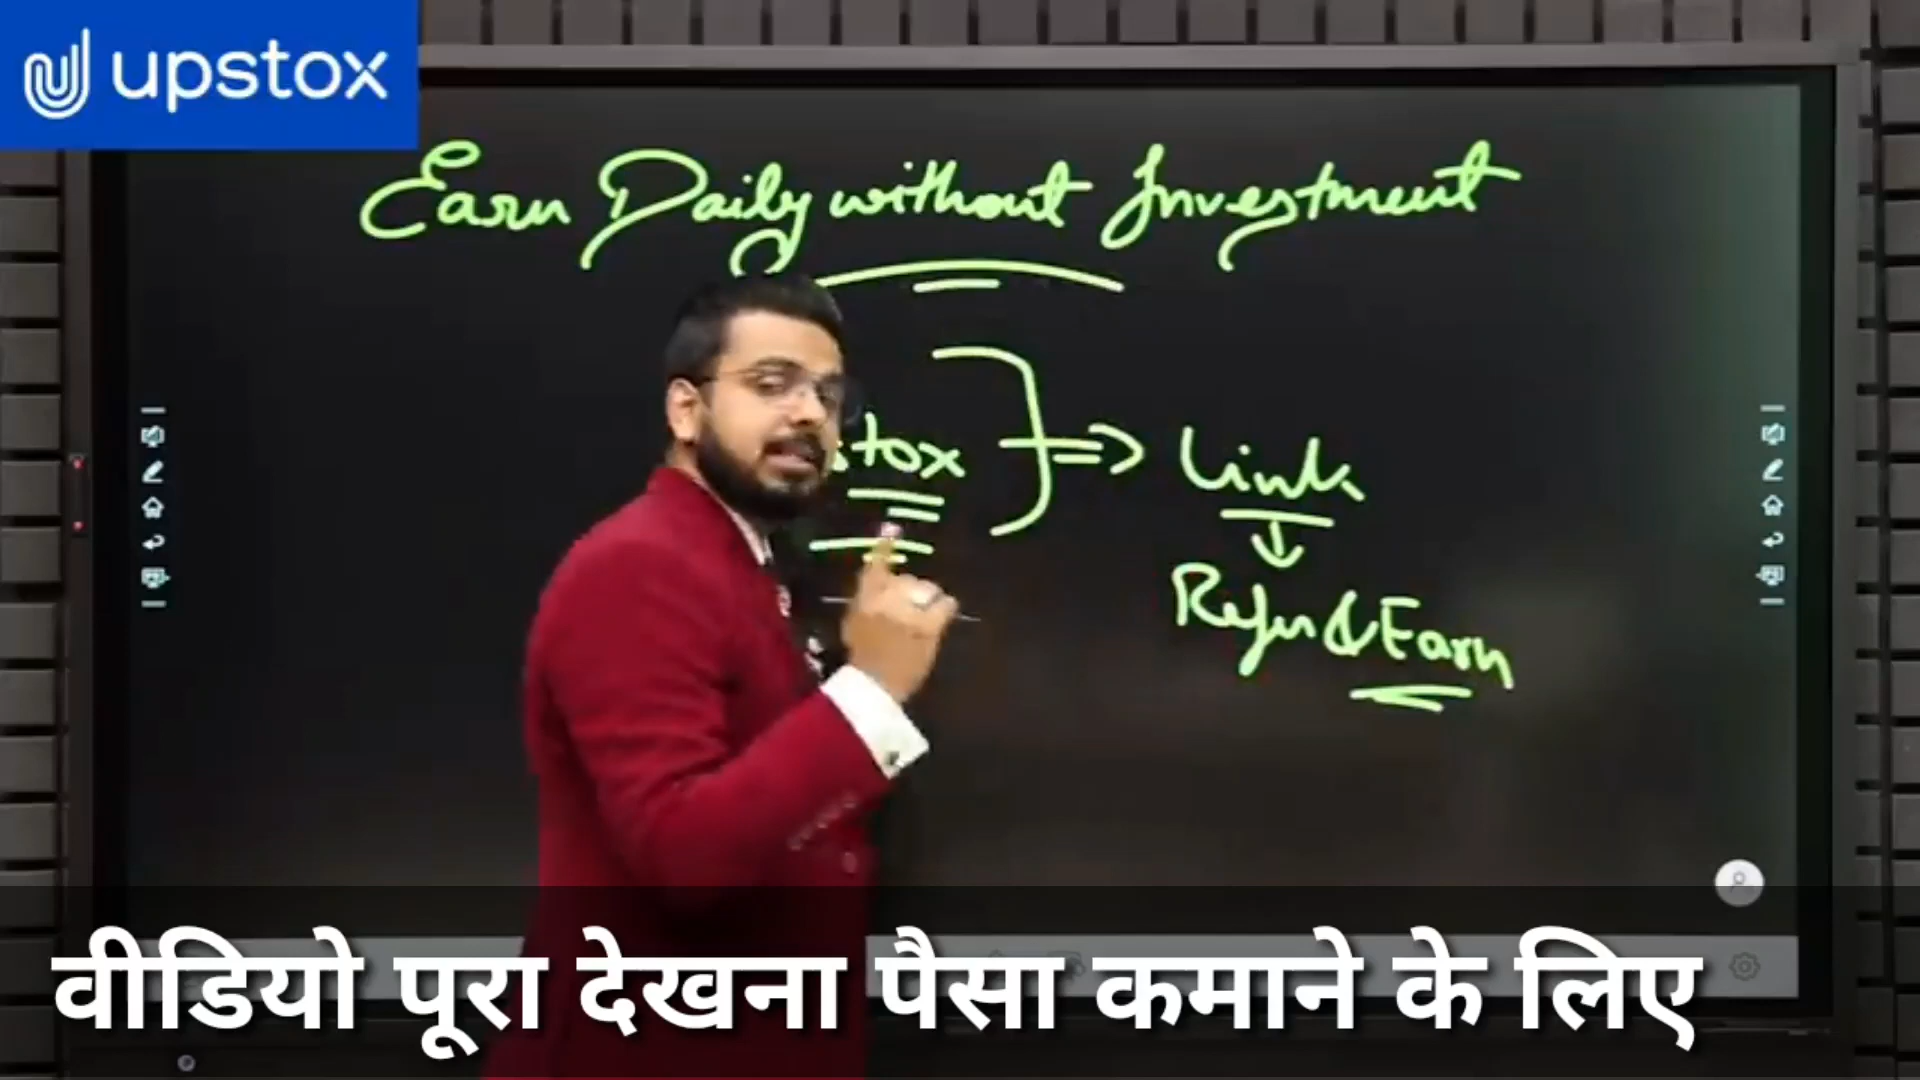 upstox
Earn Daily without Investment
stox
Link
Refer & Earn
वीडियो पूरा देखना पैसा कमाने के लिए